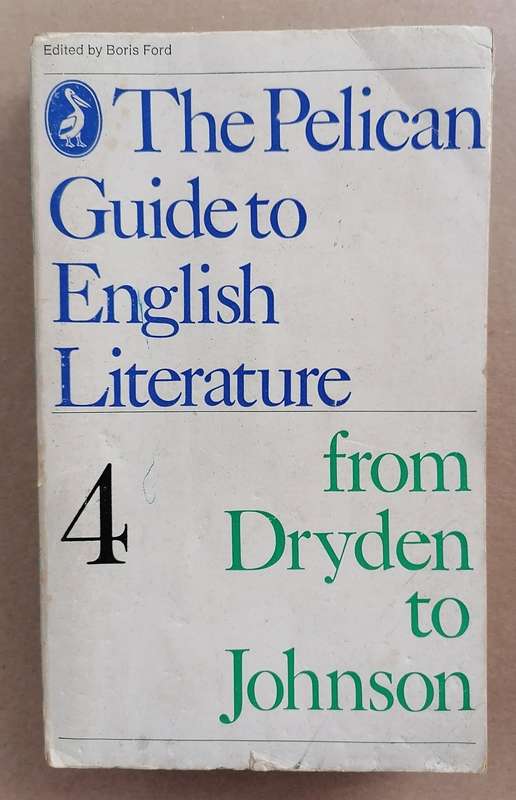 Edited by Boris Ford
The Pelican
Guide to
English
Literature
4
from
Dryden
to
Johnson